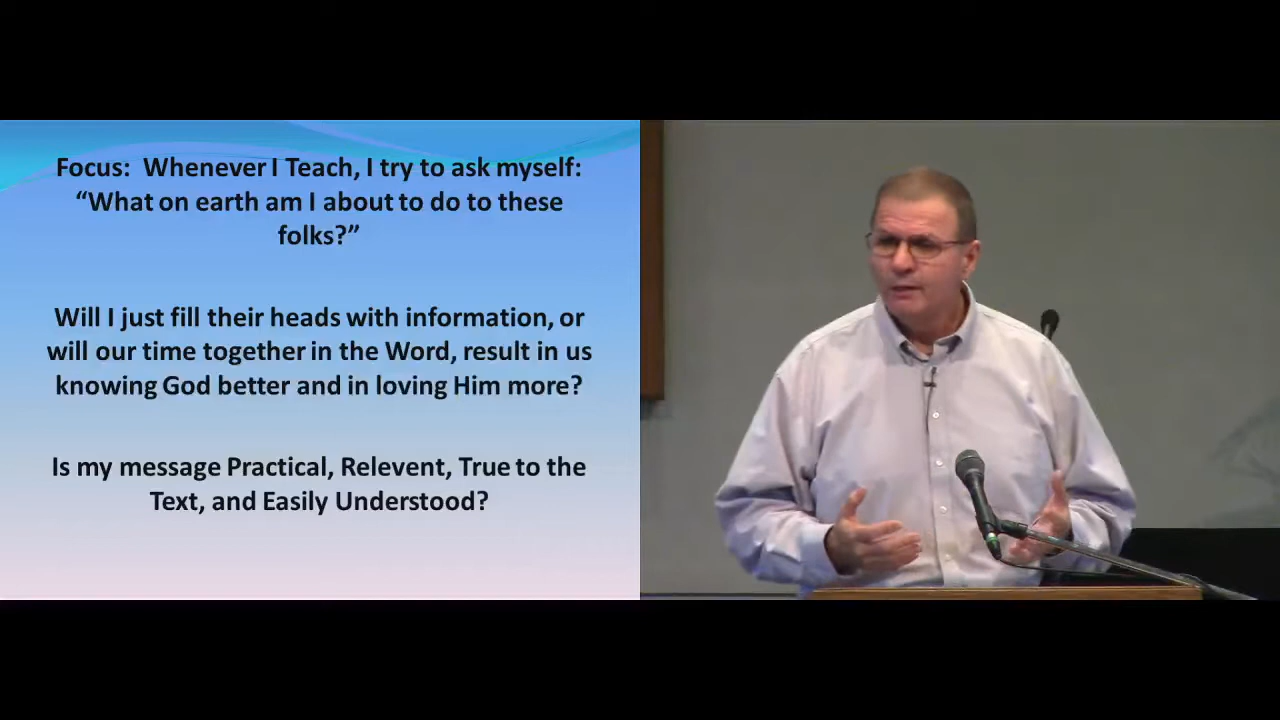 Focus:  Whenever I Teach, I try to ask myself:
“What on earth am I about to do to these
folks?”
Will I just fill their heads with information, or
will our time together in the Word, result in us
knowing God better and in loving Him more?
Is my message Practical, Relevent, True to the
Text, and Easily Understood?